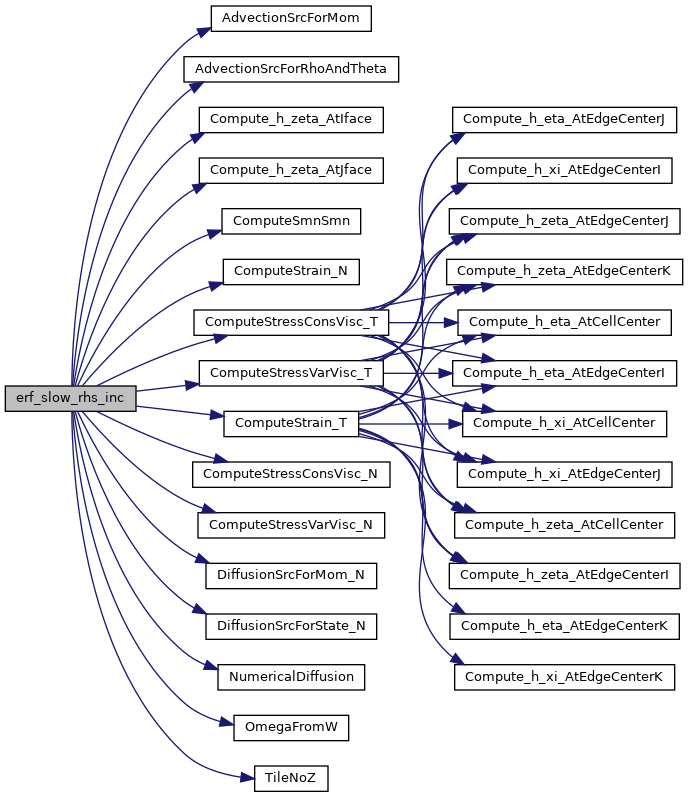 erf_slow_rhs_inc
AdvectionSrcForMom
AdvectionSrcForRhoAndTheta
Compute_h_zeta_AtIface
Compute_h_zeta_AtJface
ComputeSmnSmn
ComputeStrain_N
ComputeStressConsVisc_T
ComputeStressVarVisc_T
ComputeStrain_T
ComputeStressConsVisc_N
ComputeStressVarVisc_N
DiffusionSrcForMom_N
DiffusionSrcForState_N
NumericalDiffusion
OmegaFromW
TileNoZ
Compute_h_eta_AtEdgeCenterJ
Compute_h_xi_AtEdgeCenterI
Compute_h_zeta_AtEdgeCenterJ
Compute_h_zeta_AtEdgeCenterK
Compute_h_eta_AtCellCenter
Compute_h_eta_AtEdgeCenterI
Compute_h_xi_AtCellCenter
Compute_h_xi_AtEdgeCenterJ
Compute_h_zeta_AtCellCenter
Compute_h_zeta_AtEdgeCenterI
Compute_h_eta_AtEdgeCenterK
Compute_h_xi_AtEdgeCenterK